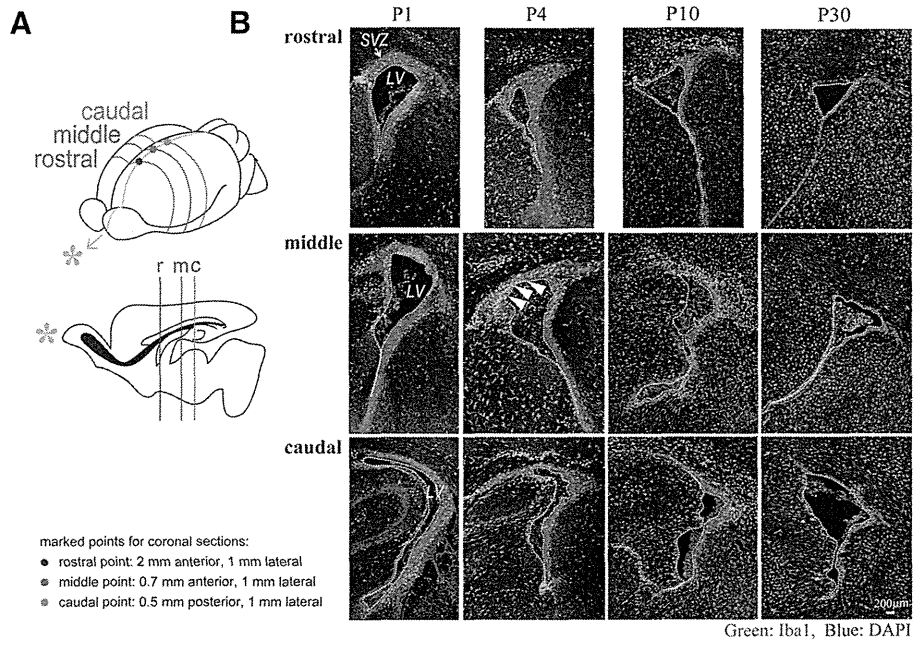 A
B
P1
P4
P10
P30
rostral
SVZ
LV
caudal
middle
rostral
*
middle
LV
r m c
*
caudal
LV
marked points for coronal sections:
rostral point: 2 mm anterior, 1 mm lateral
middle point: 0.7 mm anterior, 1 mm lateral
caudal point: 0.5 mm posterior, 1 mm lateral
200μm
Green: Iba1, Blue: DAPI